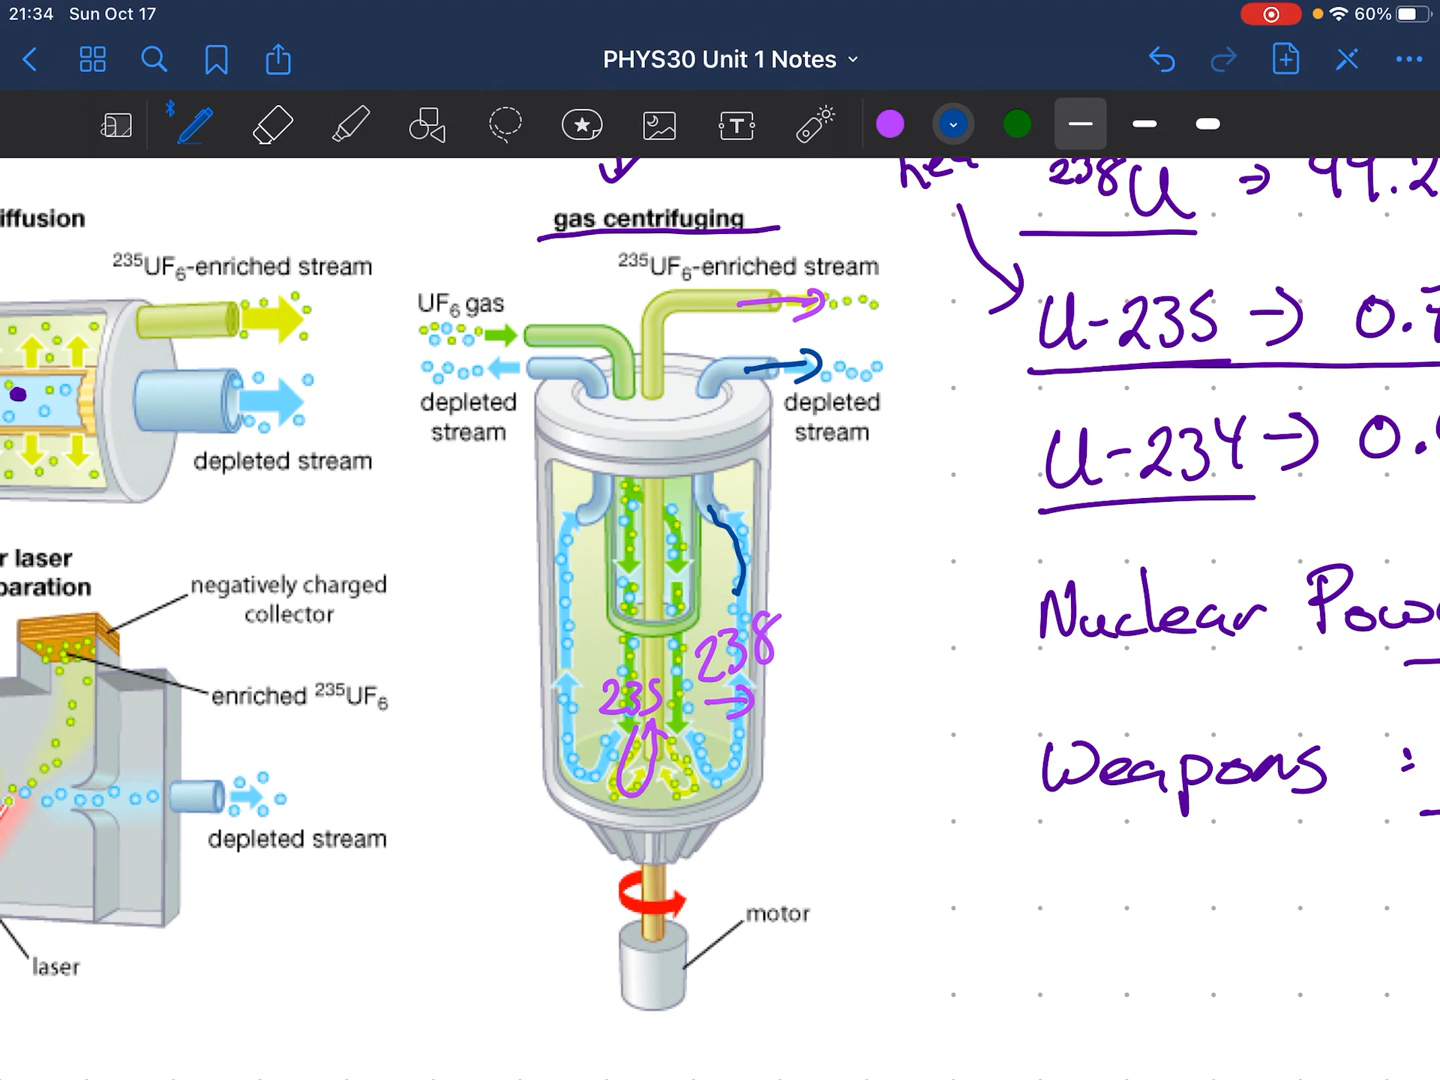 21:34 Sun Oct 17
60%
PHYS30 Unit 1 Notes
T
iffusion
²³⁵UF₆-enriched stream
depleted stream
r laser
paration
negatively charged
collector
enriched ²³⁵UF₆
depleted stream
laser
gas centrifuging
²³⁵UF₆-enriched stream
UF₆ gas
depleted
stream
depleted
stream
238
235
motor
²³⁸U → 99.2
U-235 → 0.7
U-234 → 0.
Nuclear Pow
Weapons :